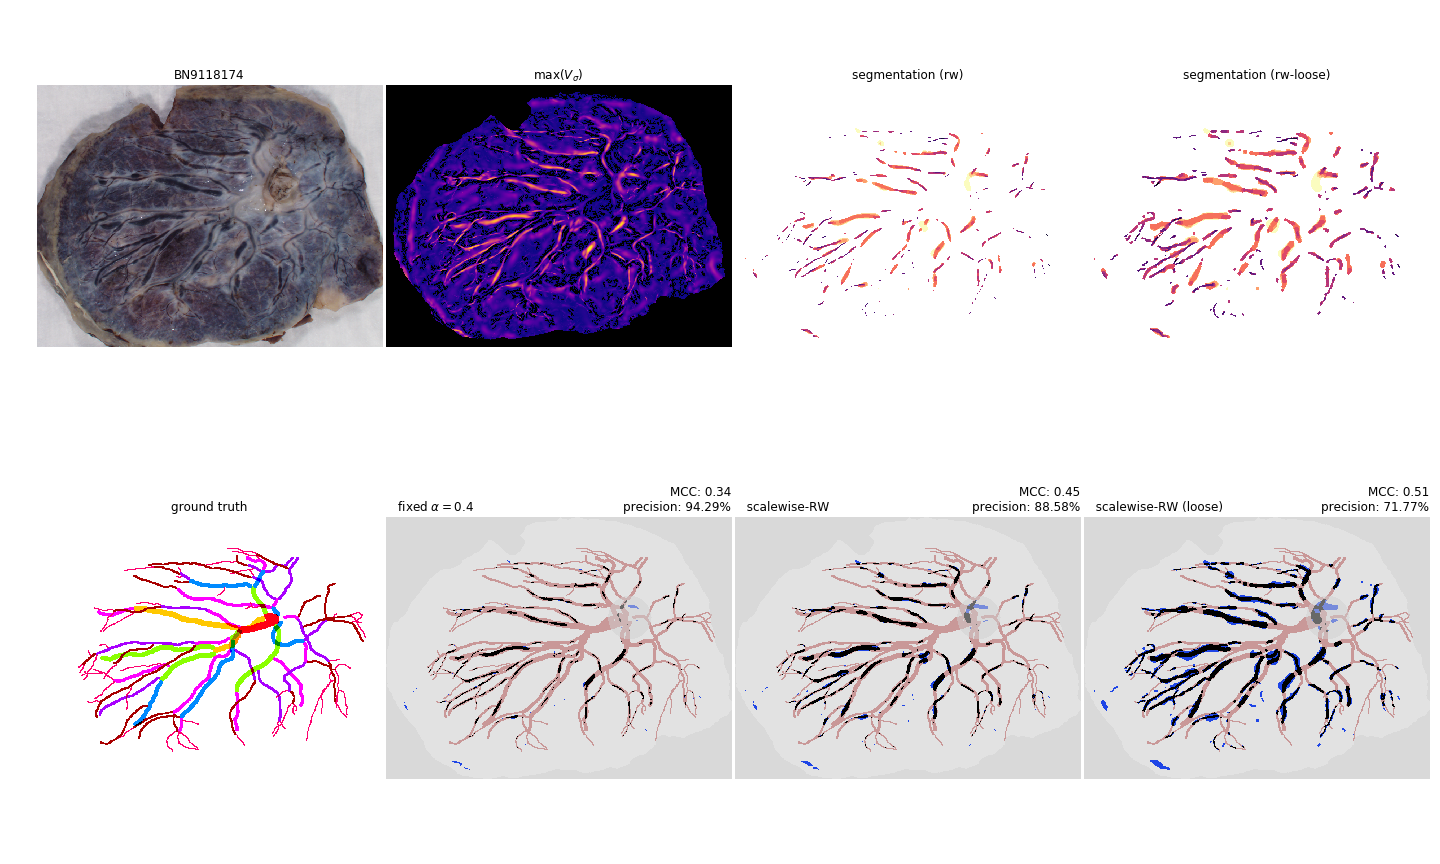 BN9118174
max(V_σ)
segmentation (rw)
segmentation (rw-loose)
ground truth
fixed α = 0.4
MCC: 0.34
precision: 94.29%
scalewise-RW
MCC: 0.45
precision: 88.58%
scalewise-RW (loose)
MCC: 0.51
precision: 71.77%